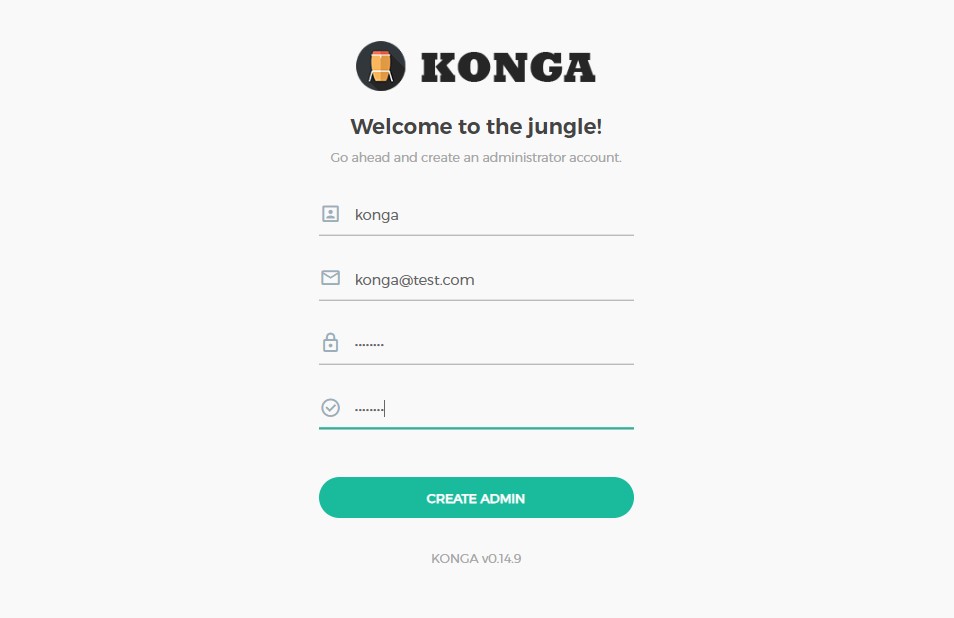 KONGA
Welcome to the jungle!
Go ahead and create an administrator account.
konga
konga@test.com
........
........
CREATE ADMIN
KONGA v0.14.9